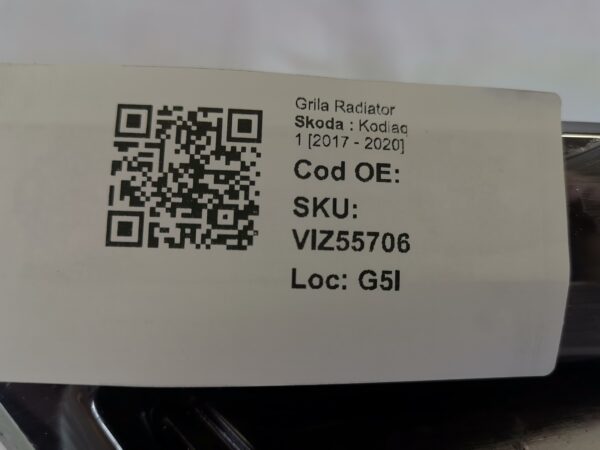 Grila Radiator
Skoda : Kodiaq
1 [2017 - 2020]
Cod OE:
SKU:
VIZ55706
Loc: G5I